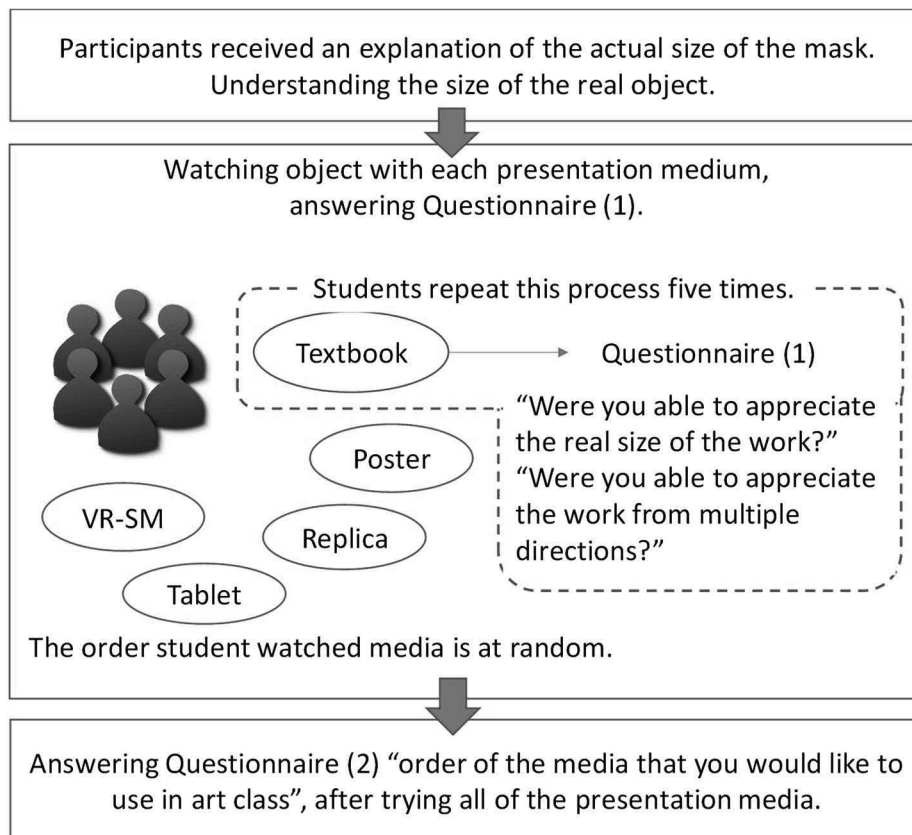 Participants received an explanation of the actual size of the mask.
Understanding the size of the real object.
Watching object with each presentation medium,
answering Questionnaire (1).
Students repeat this process five times.
Textbook
Questionnaire (1)
“Were you able to appreciate
the real size of the work?”
“Were you able to appreciate
the work from multiple
directions?”
Poster
VR-SM
Replica
Tablet
The order student watched media is at random.
Answering Questionnaire (2) “order of the media that you would like to
use in art class”, after trying all of the presentation media.